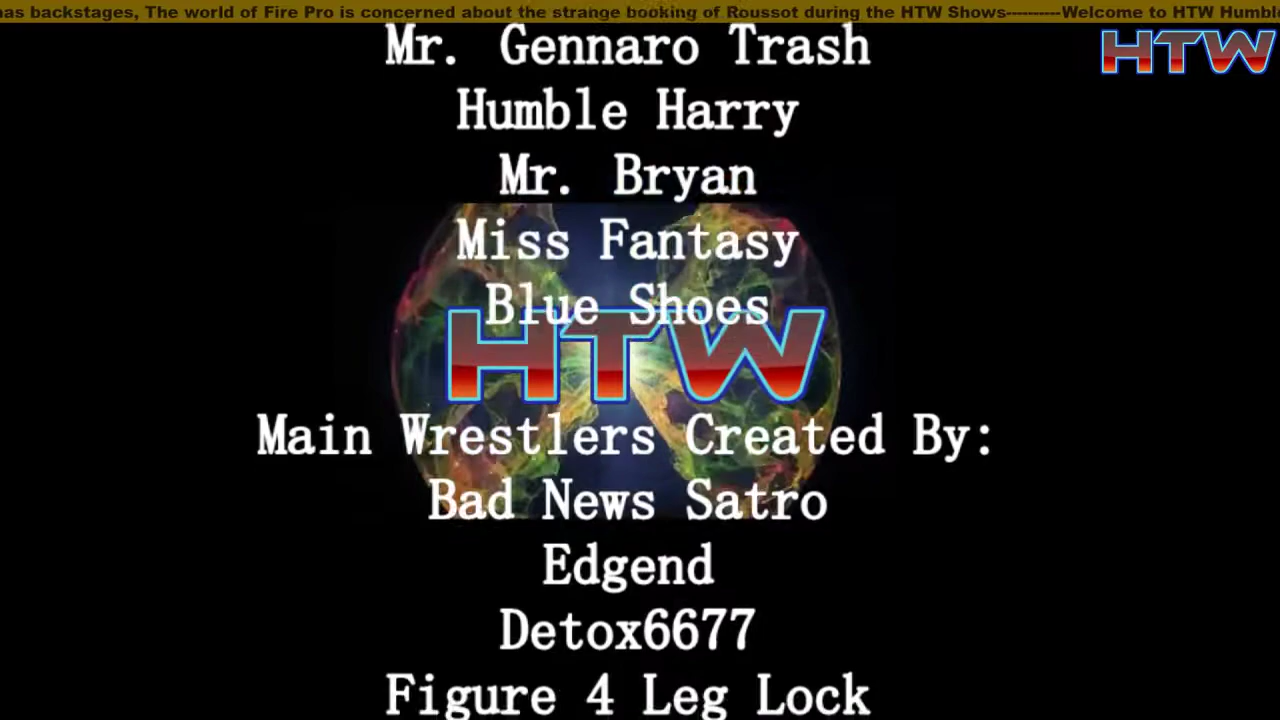 has backstages, The world of Fire Pro is concerned about the strange booking of Roussot during the HTW Shows----------Welcome to HTW Humbl
HTW
Mr. Gennaro Trash
Humble Harry
Mr. Bryan
Miss Fantasy
Blue Shoes
HTW
Main Wrestlers Created By:
Bad News Satro
Edgend
Detox6677
Figure 4 Leg Lock